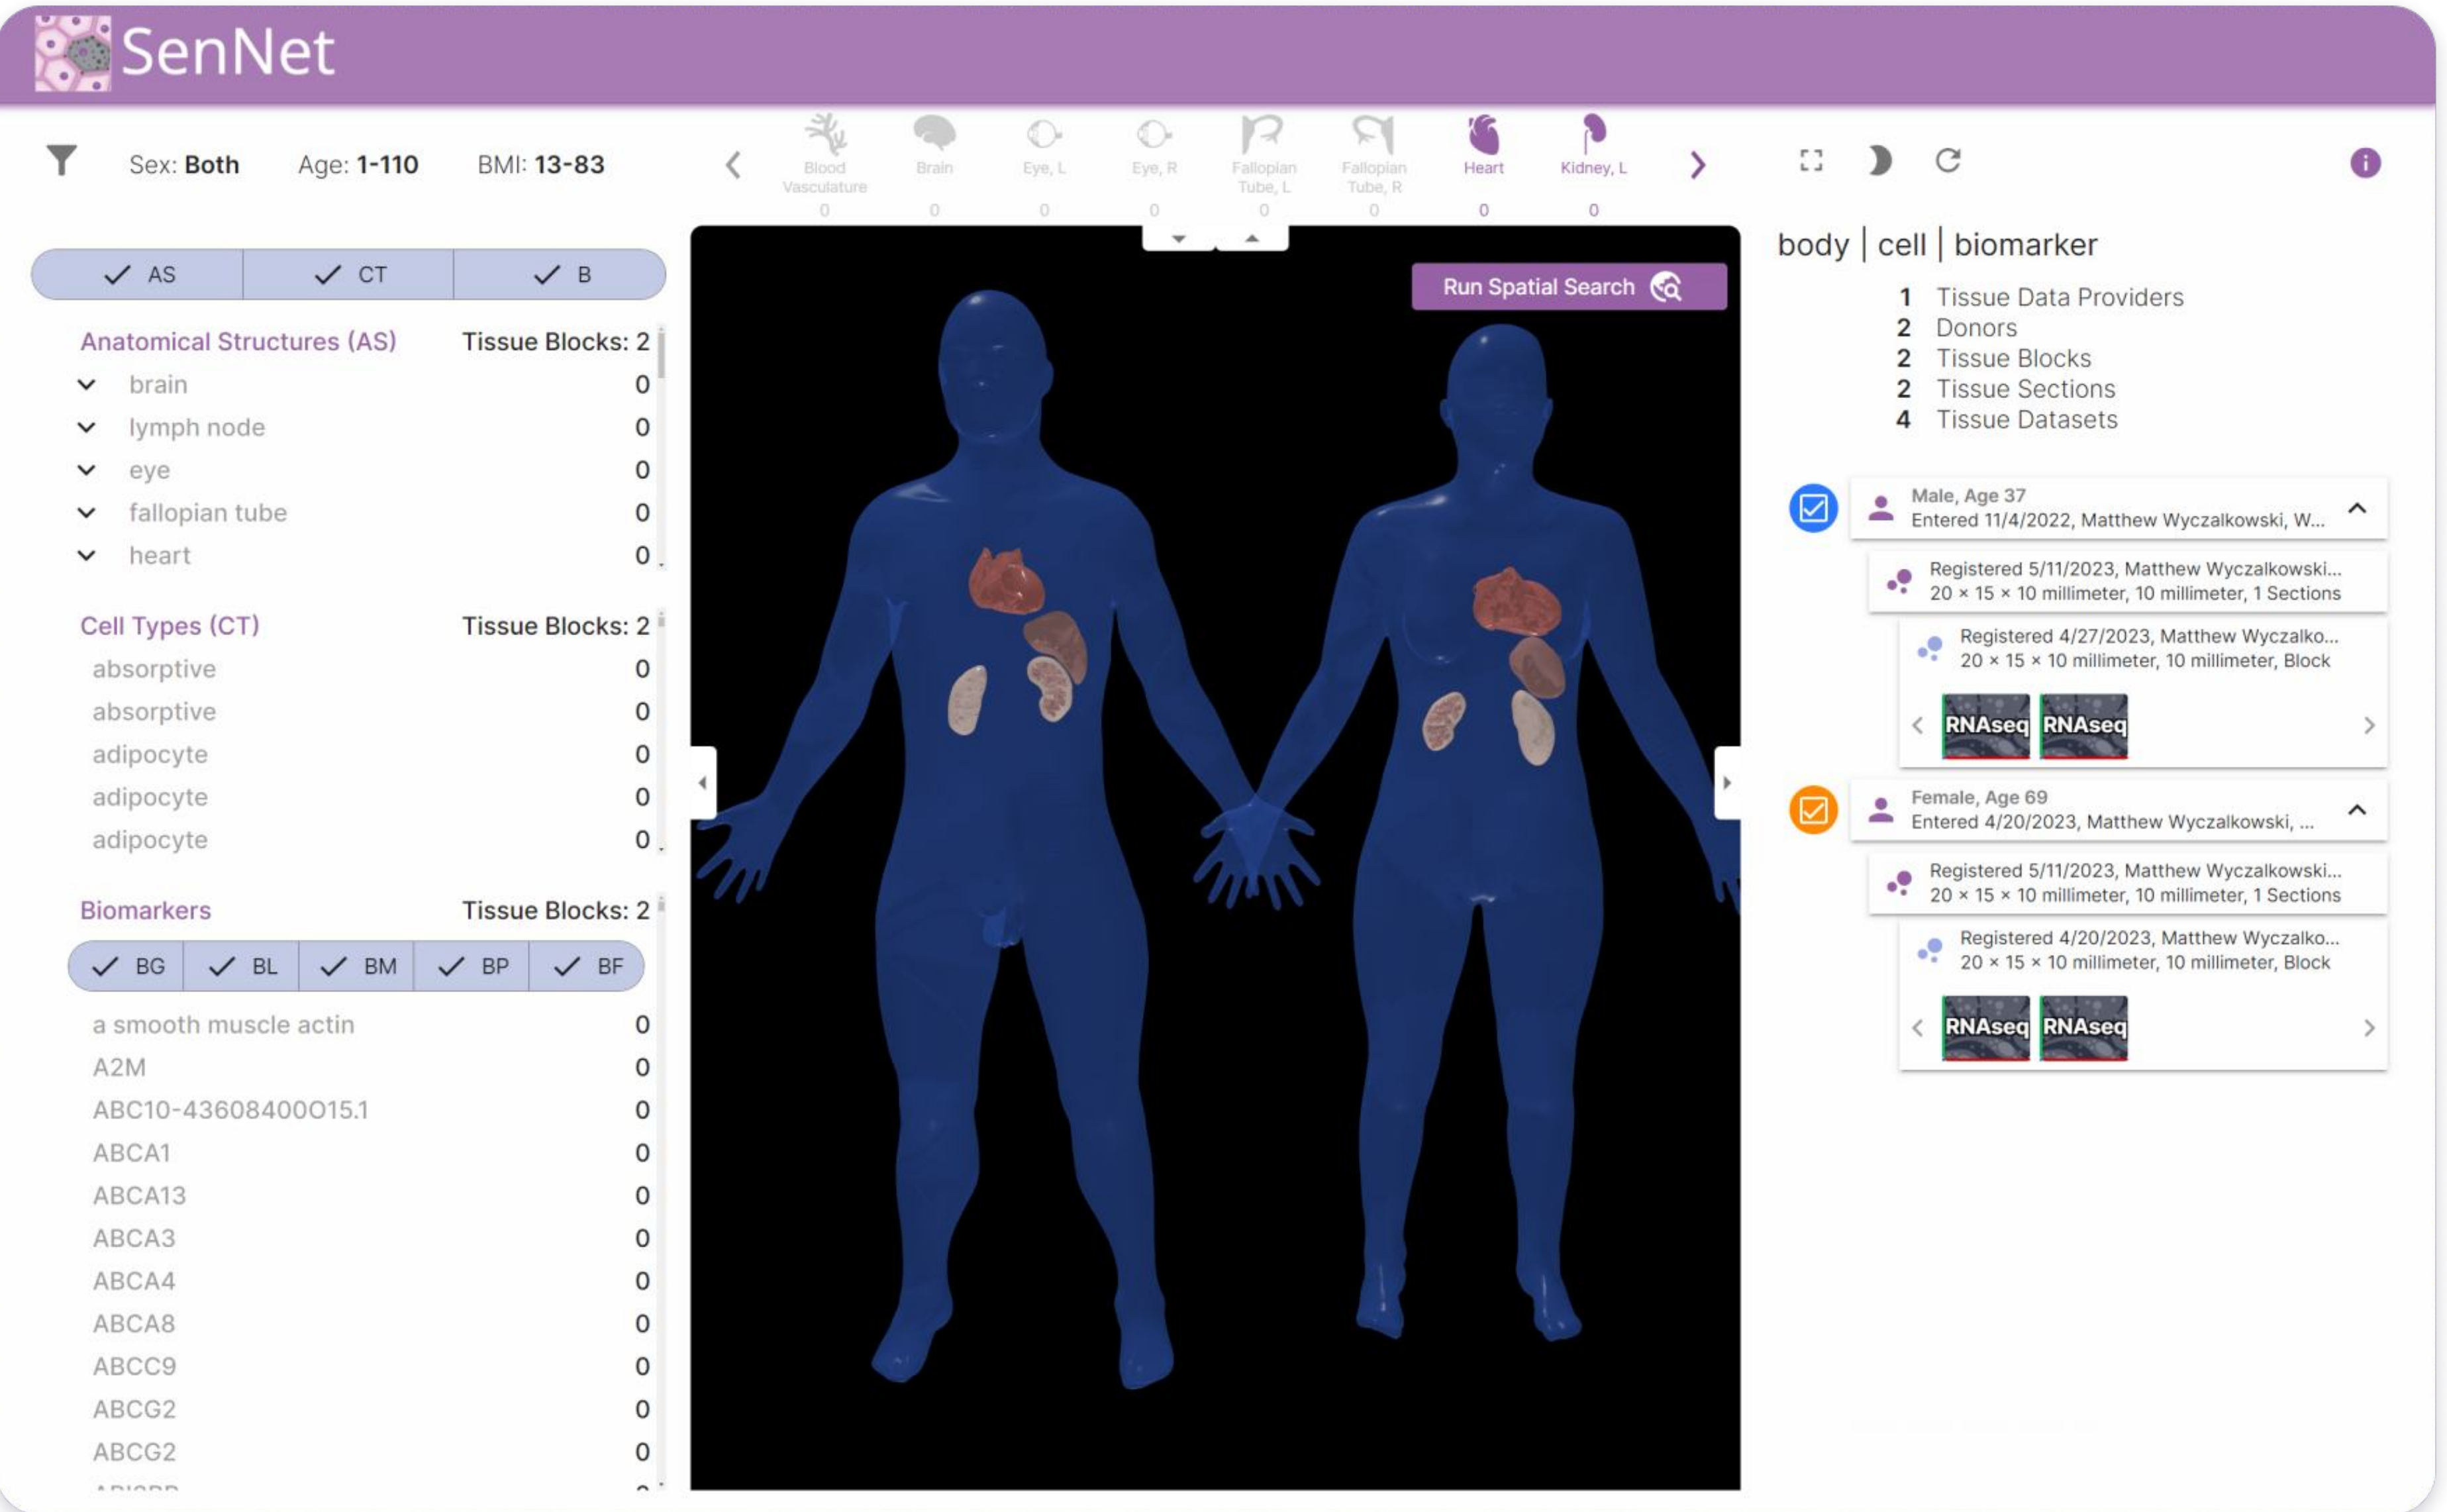 SenNet
Sex: Both Age: 1-110 BMI: 13-83
Blood Vasculature
0
Brain
0
Eye, L
0
Eye, R
0
Fallopian Tube, L
0
Fallopian Tube, R
0
Heart
0
Kidney, L
0
AS CT B
Anatomical Structures (AS) Tissue Blocks: 2
brain 0
lymph node 0
eye 0
fallopian tube 0
heart 0
Cell Types (CT) Tissue Blocks: 2
absorptive 0
absorptive 0
adipocyte 0
adipocyte 0
adipocyte 0
Biomarkers Tissue Blocks: 2
BG BL BM BP BF
a smooth muscle actin 0
A2M 0
ABC10-43608400O15.1 0
ABCA1 0
ABCA13 0
ABCA3 0
ABCA4 0
ABCA8 0
ABCC9 0
ABCG2 0
ABCG2 0
Run Spatial Search
body | cell | biomarker
1 Tissue Data Providers
2 Donors
2 Tissue Blocks
2 Tissue Sections
4 Tissue Datasets
Male, Age 37
Entered 11/4/2022, Matthew Wyczalkowski, W...
Registered 5/11/2023, Matthew Wyczalkowski...
20 × 15 × 10 millimeter, 10 millimeter, 1 Sections
Registered 4/27/2023, Matthew Wyczalko...
20 × 15 × 10 millimeter, 10 millimeter, Block
RNAseq RNAseq
Female, Age 69
Entered 4/20/2023, Matthew Wyczalkowski, ...
Registered 5/11/2023, Matthew Wyczalkowski...
20 × 15 × 10 millimeter, 10 millimeter, 1 Sections
Registered 4/20/2023, Matthew Wyczalko...
20 × 15 × 10 millimeter, 10 millimeter, Block
RNAseq RNAseq